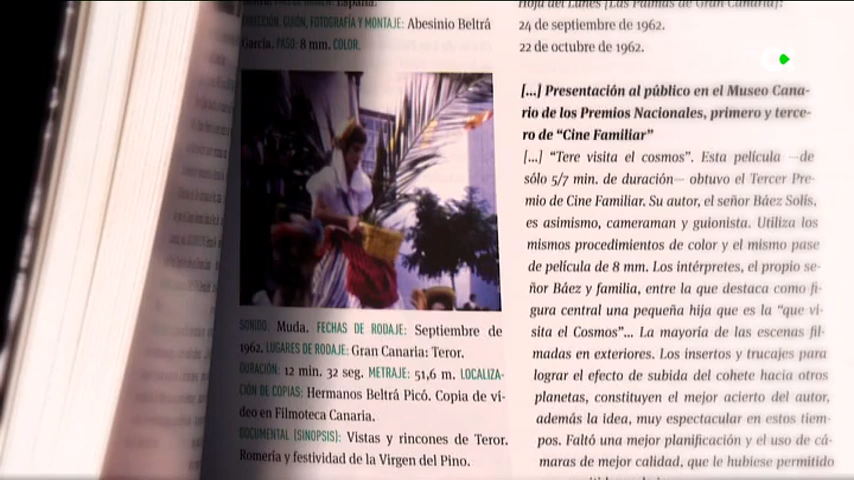 España.
DIRECCIÓN, GUIÓN, FOTOGRAFÍA Y MONTAJE: Abesinio Beltrá
García. PASO: 8 mm. COLOR.
SONIDO: Muda. FECHAS DE RODAJE: Septiembre de
1962. LUGARES DE RODAJE: Gran Canaria: Teror.
DURACIÓN: 12 min. 32 seg. METRAJE: 51,6 m. LOCALIZA-
CIÓN DE COPIAS: Hermanos Beltrá Picó. Copia de ví-
deo en Filmoteca Canaria.
DOCUMENTAL (SINOPSIS): Vistas y rincones de Teror.
Romería y festividad de la Virgen del Pino.
Hoja del Lunes [Las Palmas de Gran Canaria]:
24 de septiembre de 1962.
22 de octubre de 1962.
[...] Presentación al público en el Museo Cana-
rio de los Premios Nacionales, primero y terce-
ro de “Cine Familiar”
[...] “Tere visita el cosmos”. Esta película —de
sólo 5/7 min. de duración— obtuvo el Tercer Pre-
mio de Cine Familiar. Su autor, el señor Báez Solís,
es asimismo, cameraman y guionista. Utiliza los
mismos procedimientos de color y el mismo pase
de película de 8 mm. Los intérpretes, el propio se-
ñor Báez y familia, entre la que destaca como fi-
gura central una pequeña hija que es la “que vi-
sita el Cosmos”... La mayoría de las escenas fil-
madas en exteriores. Los insertos y trucajes para
lograr el efecto de subida del cohete hacia otros
planetas, constituyen el mejor acierto del autor,
además la idea, muy espectacular en estos tiem-
pos. Faltó una mejor planificación y el uso de cá-
maras de mejor calidad, que le hubiese permitido